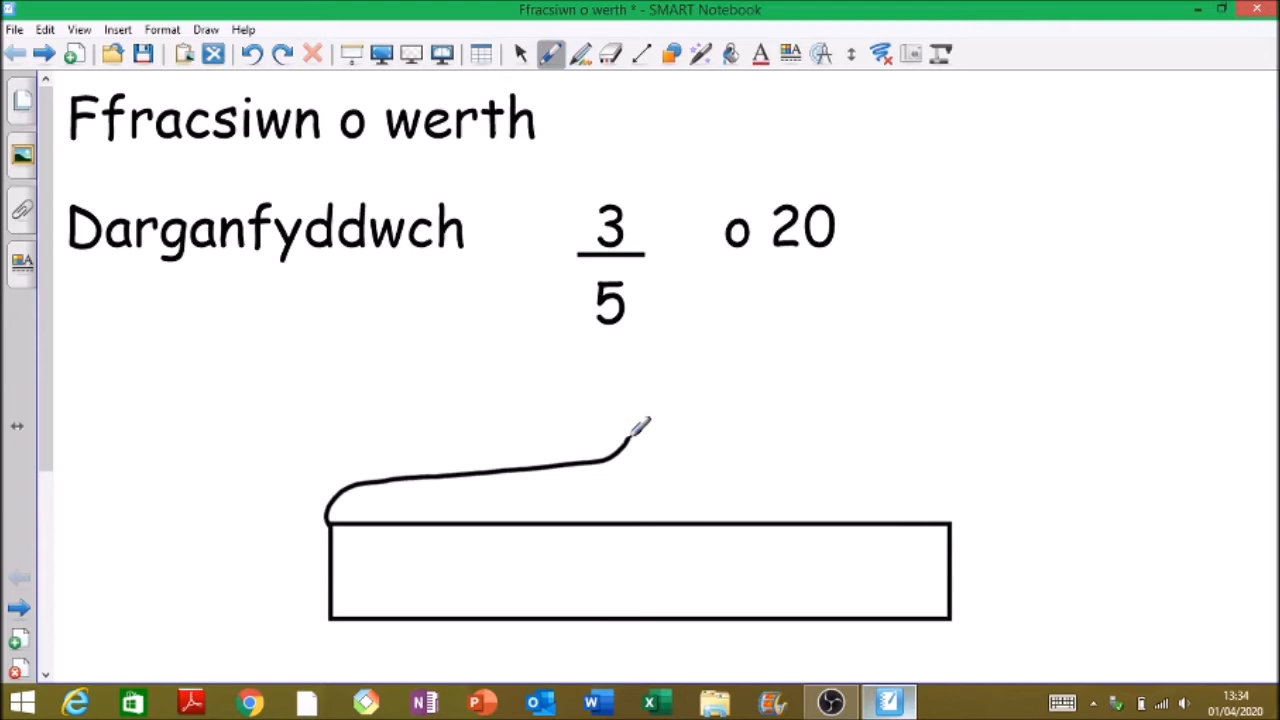 Ffracsiwn o werth * - SMART Notebook
File Edit View Insert Format Draw Help
Ffracsiwn o werth
Darganfyddwch 3 o 20
5
13:34
01/04/2020